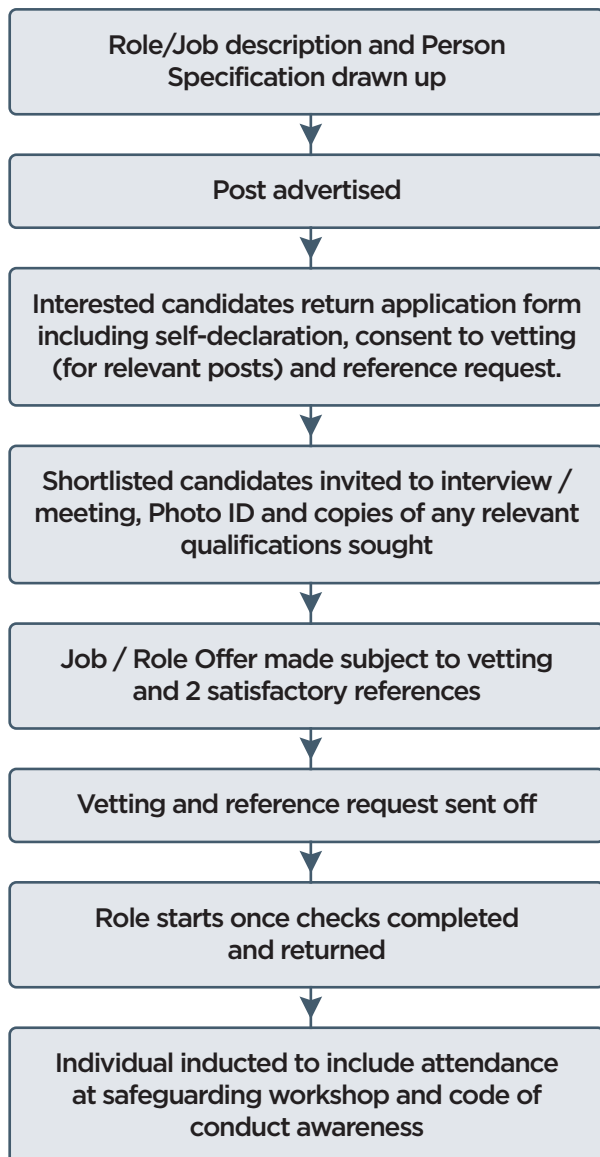 Role/Job description and Person
Specification drawn up
Post advertised
Interested candidates return application form
including self-declaration, consent to vetting
(for relevant posts) and reference request.
Shortlisted candidates invited to interview /
meeting, Photo ID and copies of any relevant
qualifications sought
Job / Role Offer made subject to vetting
and 2 satisfactory references
Vetting and reference request sent off
Role starts once checks completed
and returned
Individual inducted to include attendance
at safeguarding workshop and code of
conduct awareness